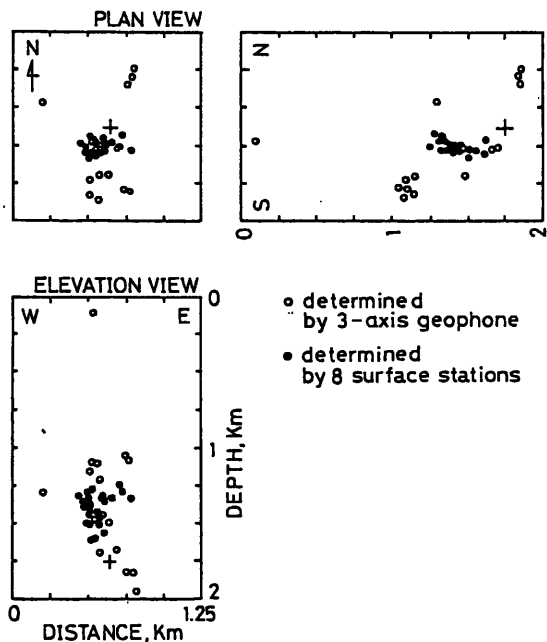 PLAN VIEW
N
N
S
0
1
2
ELEVATION VIEW
W
E
0
1
2
DEPTH, Km
0
1.25
DISTANCE, Km
determined
by 3-axis geophone
determined
by 8 surface stations